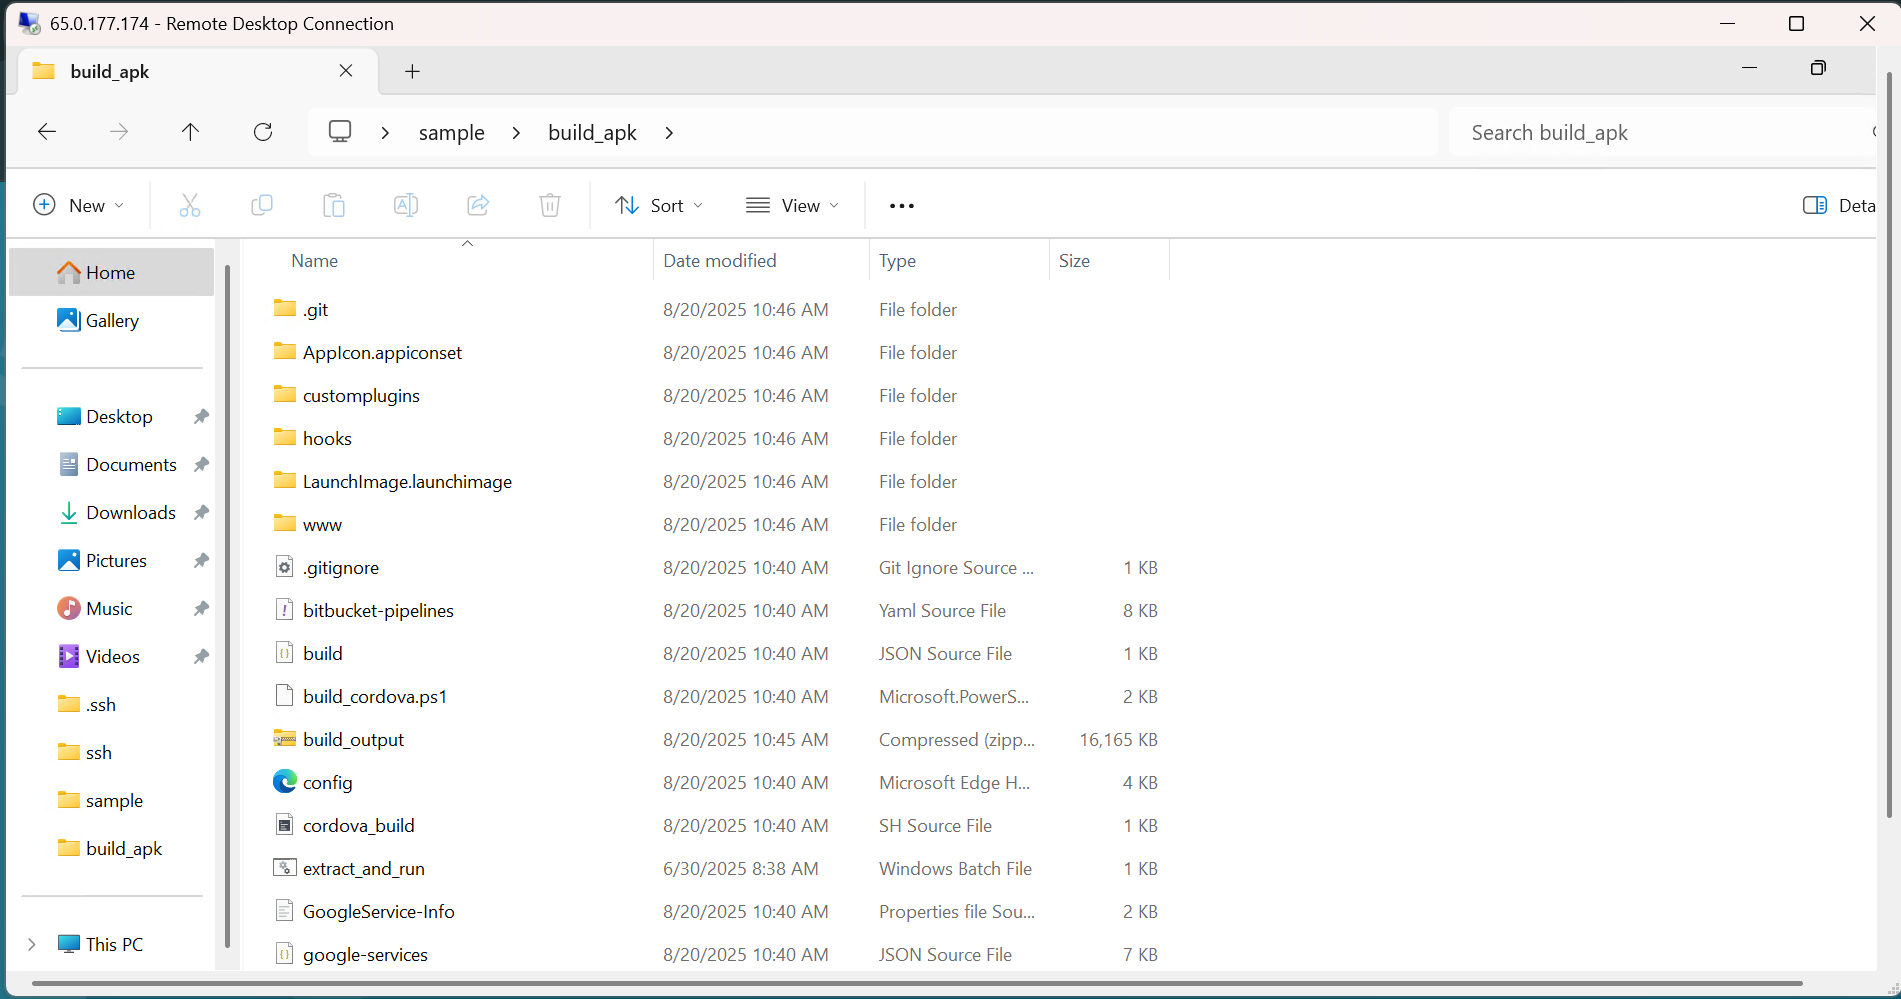 65.0.177.174 - Remote Desktop Connection
build_apk
sample > build_apk >
Search build_apk
New
Sort
View
Deta
Home
Gallery
Desktop
Documents
Downloads
Pictures
Music
Videos
.ssh
ssh
sample
build_apk
This PC
Name Date modified Type Size
.git 8/20/2025 10:46 AM File folder
AppIcon.appiconset 8/20/2025 10:46 AM File folder
customplugins 8/20/2025 10:46 AM File folder
hooks 8/20/2025 10:46 AM File folder
LaunchImage.launchimage 8/20/2025 10:46 AM File folder
www 8/20/2025 10:46 AM File folder
.gitignore 8/20/2025 10:40 AM Git Ignore Source ... 1 KB
bitbucket-pipelines 8/20/2025 10:40 AM Yaml Source File 8 KB
build 8/20/2025 10:40 AM JSON Source File 1 KB
build_cordova.ps1 8/20/2025 10:40 AM Microsoft.PowerS... 2 KB
build_output 8/20/2025 10:45 AM Compressed (zipp... 16,165 KB
config 8/20/2025 10:40 AM Microsoft Edge H... 4 KB
cordova_build 8/20/2025 10:40 AM SH Source File 1 KB
extract_and_run 6/30/2025 8:38 AM Windows Batch File 1 KB
GoogleService-Info 8/20/2025 10:40 AM Properties file Sou... 2 KB
google-services 8/20/2025 10:40 AM JSON Source File 7 KB